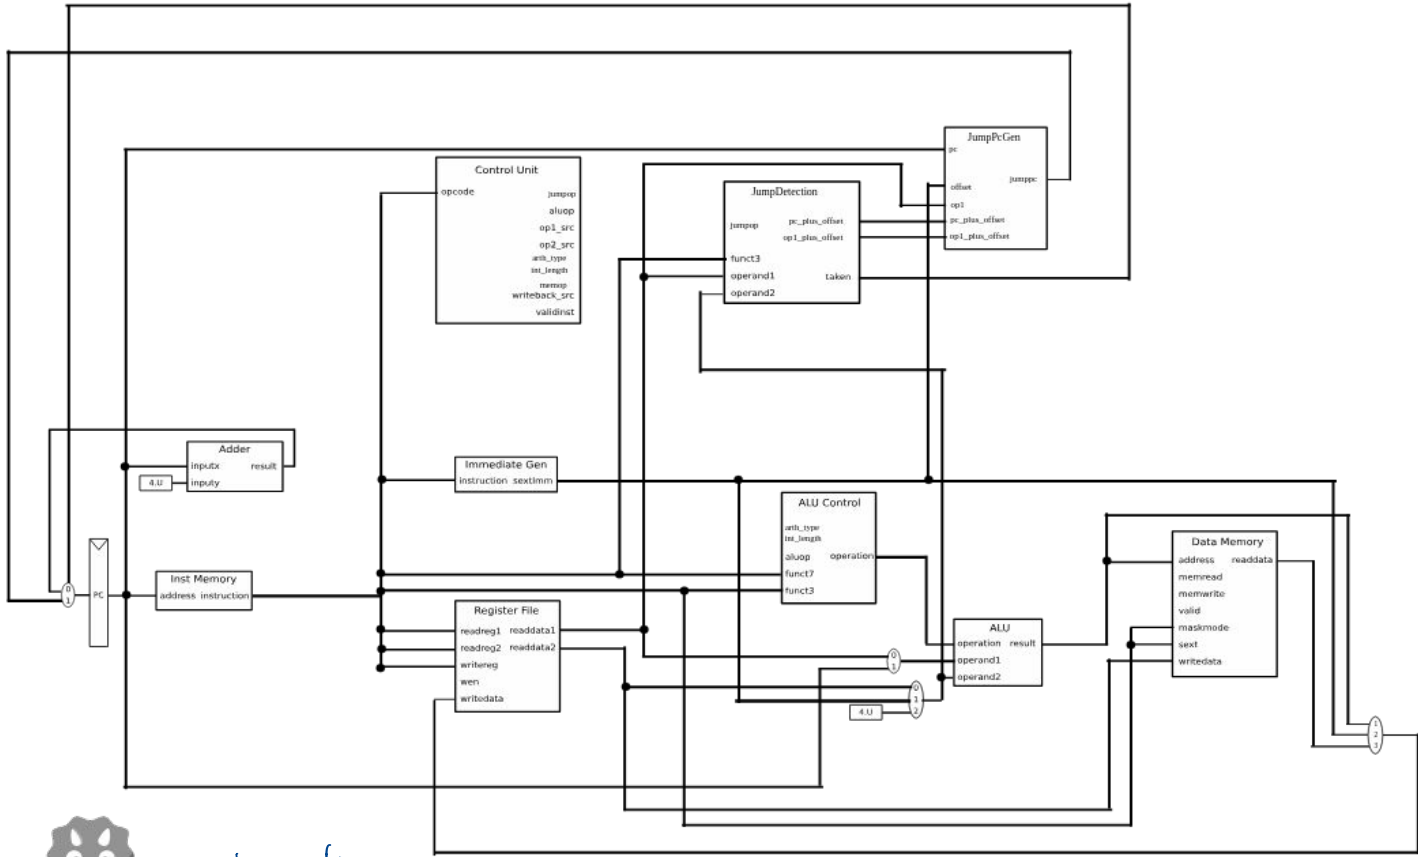 JumpPcGen
pc
jumppc
offset
op1
pc_plus_offset
op1_plus_offset
Control Unit
opcode
jumpop
aluop
op1_src
op2_src
arith_type
int_length
memop
writeback_src
validinst
JumpDetection
jumpop
pc_plus_offset
op1_plus_offset
funct3
operand1
taken
operand2
Adder
inputx result
4.U
inputy
Immediate Gen
instruction sextImm
ALU Control
arith_type
int_length
aluop operation
funct7
funct3
0
1
PC
Inst Memory
address instruction
Register File
readreg1 readdata1
readreg2 readdata2
writereg
wen
writedata
0
1
0
1
2
4.U
ALU
operation result
operand1
operand2
Data Memory
address readdata
memread
memwrite
valid
maskmode
sext
writedata
1
2
3